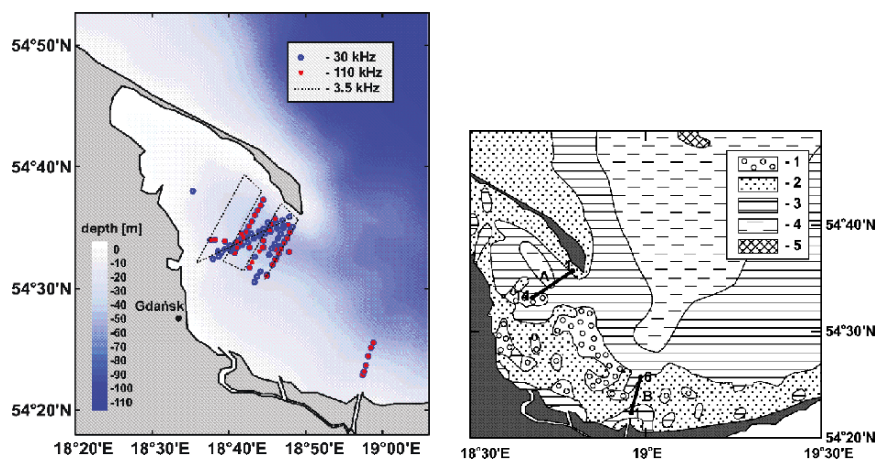 54°50'N
54°40'N
54°30'N
54°20'N
18°20'E 18°30'E 18°40'E 18°50'E 19°00'E
- 30 kHz
- 110 kHz
- 3.5 kHz
depth [m]
0
-10
-20
-30
-40
-50
-60
-70
-80
-90
-100
-110
Gdańsk
- 1
- 2
- 3
- 4
- 5
A
B
6
54°40'N
54°30'N
54°20'N
18°30'E 19°E 19°30'E